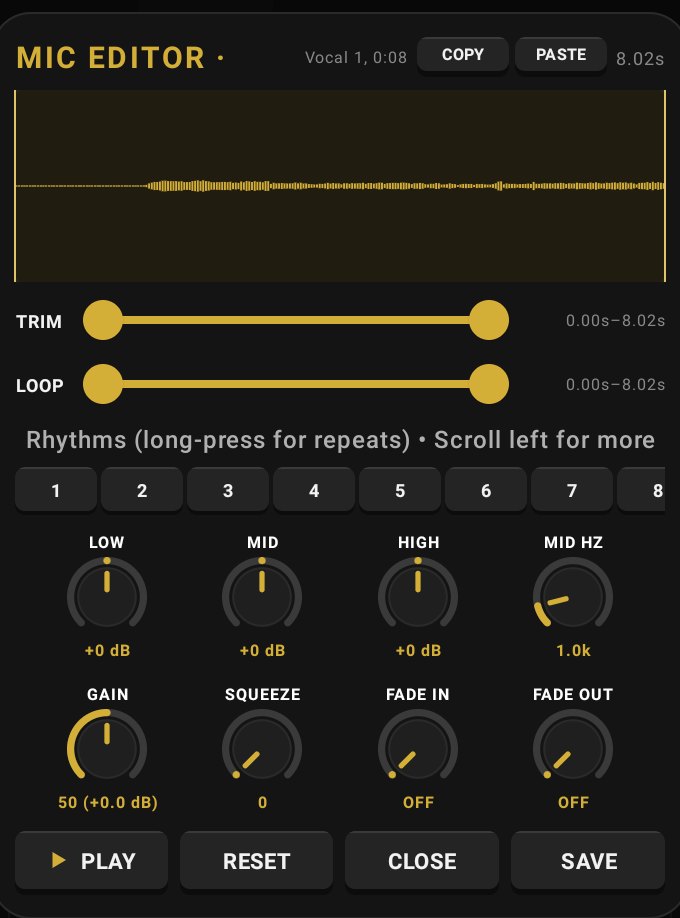 MIC EDITOR •
Vocal 1, 0:08 COPY PASTE 8.02s
TRIM 0.00s–8.02s
LOOP 0.00s–8.02s
Rhythms (long-press for repeats) • Scroll left for more
1 2 3 4 5 6 7 8
LOW MID HIGH MID HZ
+0 dB +0 dB +0 dB 1.0k
GAIN SQUEEZE FADE IN FADE OUT
50 (+0.0 dB) 0 OFF OFF
PLAY RESET CLOSE SAVE